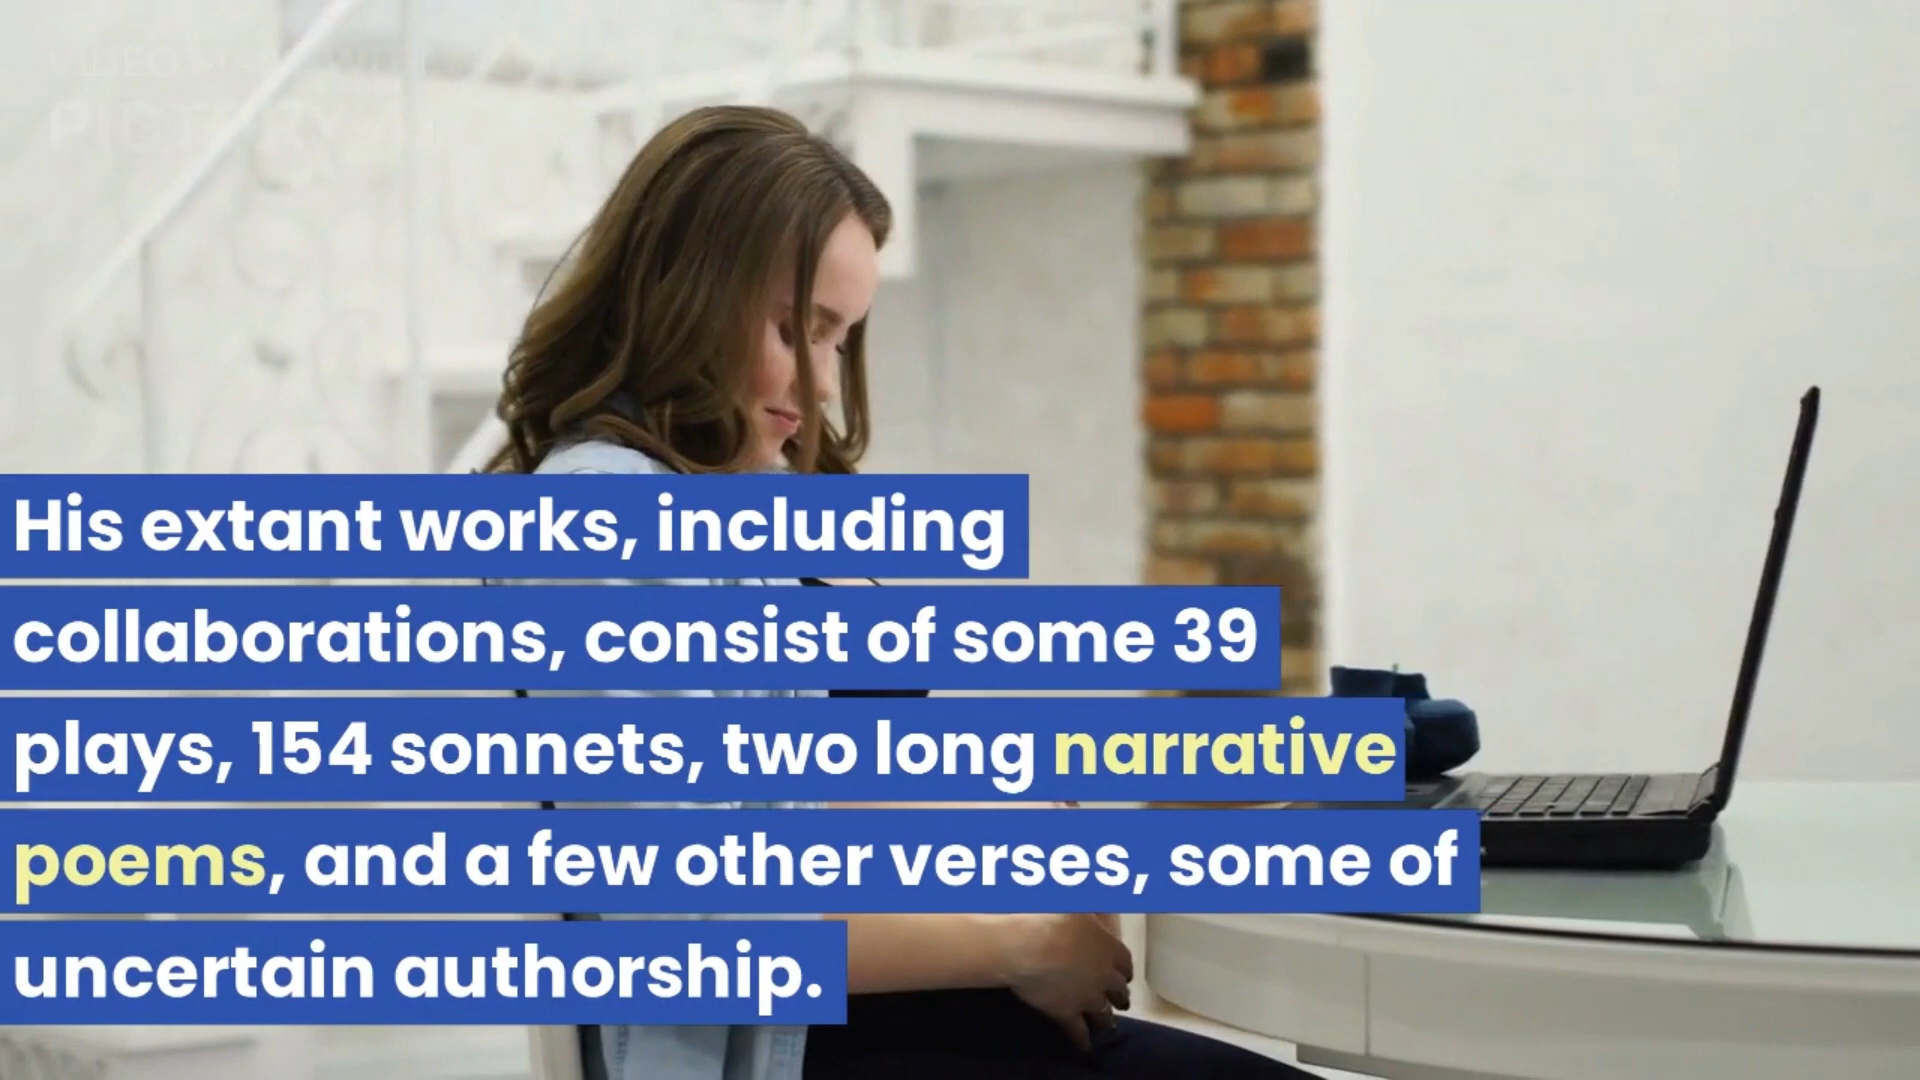 His extant works, including
collaborations, consist of some 39
plays, 154 sonnets, two long narrative
poems, and a few other verses, some of
uncertain authorship.